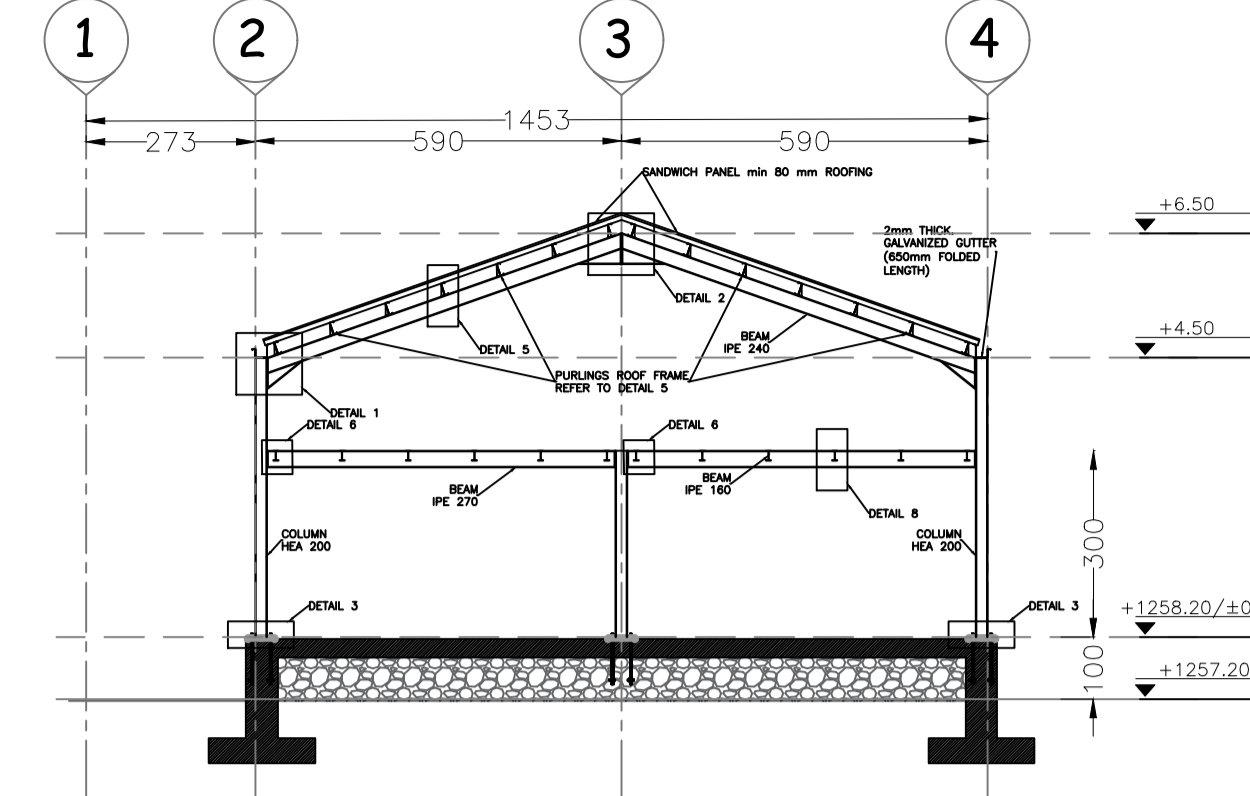 1 2 3 4
1453
273 590 590
SANDWICH PANEL min 80 mm ROOFING
+6.50
2mm THICK.
GALVANIZED GUTTER
(650mm FOLDED
LENGTH)
DETAIL 2
+4.50
BEAM
IPE 240
DETAIL 5
PURLINGS ROOF FRAME
REFER TO DETAIL 5
DETAIL 1
DETAIL 6
DETAIL 6
BEAM
IPE 270
BEAM
IPE 160
DETAIL 8
COLUMN
HEA 200
COLUMN
HEA 200
300
DETAIL 3
DETAIL 3
+1258.20/±0
100
+1257.20